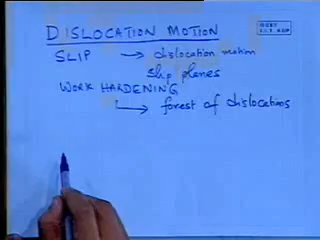 DISLOCATION MOTION
SLIP → dislocation motion
slip planes
WORK HARDENING
↳ forest of dislocations